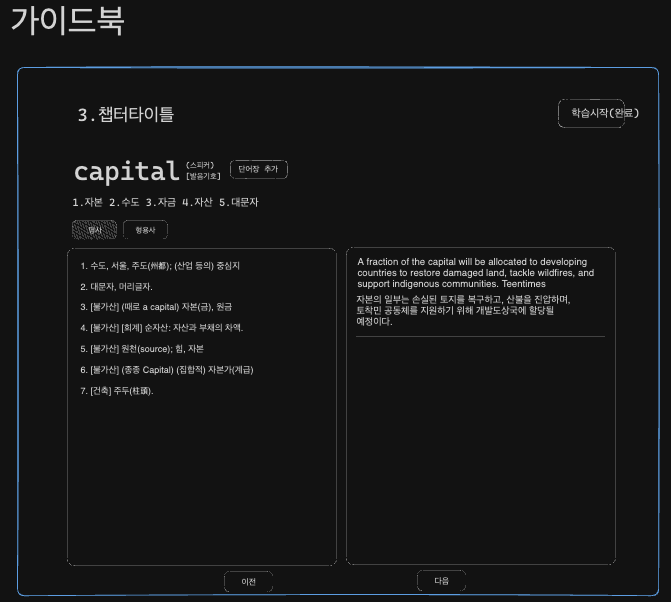 가이드북
3.챕터타이틀
학습시작(완료)
capital
(스피커)
[발음기호]
단어장 추가
1.자본 2.수도 3.자금 4.자산 5.대문자
명사
형용사
1. 수도, 서울, 주도(州都); (산업 등의) 중심지
2. 대문자, 머리글자.
3. [불가산] (때로 a capital) 자본(금), 원금
4. [불가산] [회계] 순자산: 자산과 부채의 차액.
5. [불가산] 원천(source); 힘, 자본
6. [불가산] (종종 Capital) (집합적) 자본가(계급)
7. [건축] 주두(柱頭).
A fraction of the capital will be allocated to developing
countries to restore damaged land, tackle wildfires, and
support indigenous communities. Teentimes
자본의 일부는 손실된 토지를 복구하고, 산불을 진압하며,
토착민 공동체를 지원하기 위해 개발도상국에 할당될
예정이다.
이전
다음